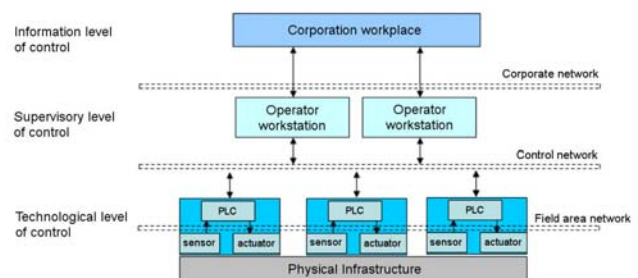 Information level
of control
Corporation workplace
Corporate network
Supervisory level
of control
Operator
workstation
Operator
workstation
Control network
Technological level
of control
PLC
PLC
PLC
Field area network
sensor
actuator
sensor
actuator
sensor
actuator
Physical Infrastructure